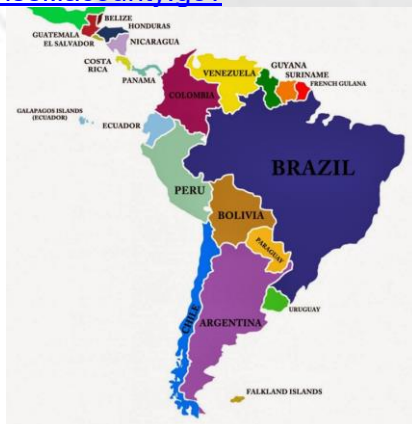 BELIZE
HONDURAS
GUATEMALA
EL SALVADOR
NICARAGUA
COSTA
RICA
PANAMA
VENEZUELA
GUYANA
SURINAME
FRENCH GULANA
COLOMBIA
GALAPAGOS ISLANDS
(ECUADOR)
ECUADOR
BRAZIL
PERU
BOLIVIA
PARAGUAY
CHILE
ARGENTINA
URUGUAY
FALKLAND ISLANDS